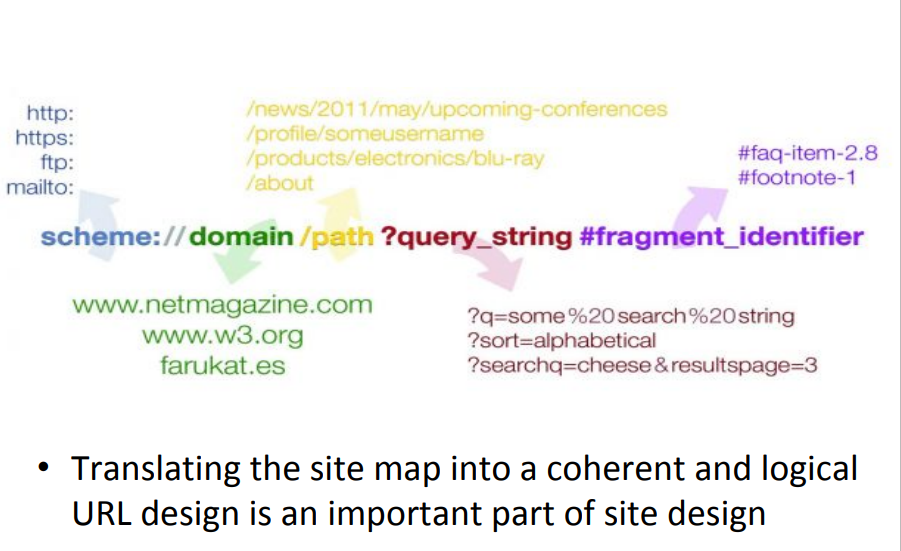 http:
https:
ftp:
mailto:
/news/2011/may/upcoming-conferences
/profile/someusername
/products/electronics/blu-ray
/about
#faq-item-2.8
#footnote-1
scheme:// domain /path ?query_string #fragment_identifier
www.netmagazine.com
www.w3.org
farukat.es
?q=some%20search%20string
?sort=alphabetical
?searchq=cheese&resultspage=3
• Translating the site map into a coherent and logical
URL design is an important part of site design